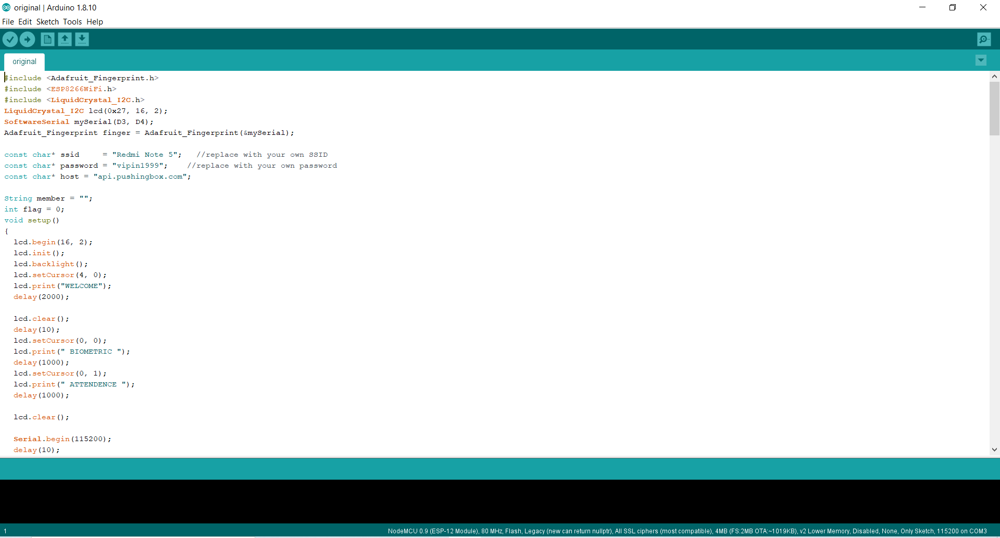 original | Arduino 1.8.10
File Edit Sketch Tools Help
original
#include <Adafruit_Fingerprint.h>
#include <ESP8266WiFi.h>
#include <LiquidCrystal_I2C.h>
LiquidCrystal_I2C lcd(0x27, 16, 2);
SoftwareSerial mySerial(D3, D4);
Adafruit_Fingerprint finger = Adafruit_Fingerprint(&mySerial);
const char* ssid     = "Redmi Note 5";   //replace with your own SSID
const char* password = "vipin1999";    //replace with your own password
const char* host = "api.pushingbox.com";
String member = "";
int flag = 0;
void setup()
{
  lcd.begin(16, 2);
  lcd.init();
  lcd.backlight();
  lcd.setCursor(4, 0);
  lcd.print("WELCOME");
  delay(2000);
  lcd.clear();
  delay(10);
  lcd.setCursor(0, 0);
  lcd.print(" BIOMETRIC ");
  delay(1000);
  lcd.setCursor(0, 1);
  lcd.print(" ATTENDENCE ");
  delay(1000);
  lcd.clear();
  Serial.begin(115200);
  delay(10);
1
NodeMCU 0.9 (ESP-12 Module), 80 MHz, Flash, Legacy (new can return nullptr), All SSL ciphers (most compatible), 4MB (FS:2MB OTA:~1019KB), v2 Lower Memory, Disabled, None, Only Sketch, 115200 on COM3